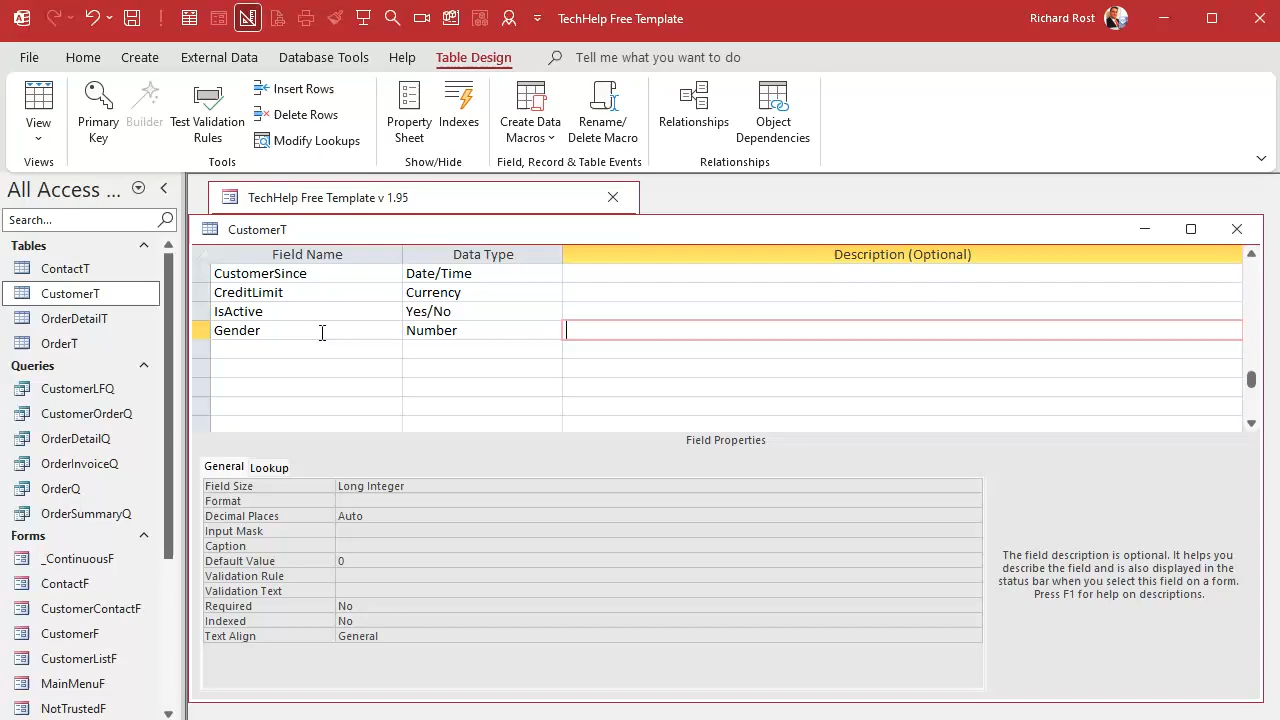 TechHelp Free Template
Richard Rost
File
Home
Create
External Data
Database Tools
Help
Table Design
Tell me what you want to do
View
Primary
Key
Builder
Test Validation
Rules
Insert Rows
Delete Rows
Modify Lookups
Property
Sheet
Indexes
Create Data
Macros
Rename/
Delete Macro
Relationships
Object
Dependencies
Views
Tools
Show/Hide
Field, Record & Table Events
Relationships
All Access ...
Search...
Tables
ContactT
CustomerT
OrderDetailT
OrderT
Queries
CustomerLFQ
CustomerOrderQ
OrderDetailQ
OrderInvoiceQ
OrderQ
OrderSummaryQ
Forms
_ContinuousF
ContactF
CustomerContactF
CustomerF
CustomerListF
MainMenuF
NotTrustedF
TechHelp Free Template v 1.95
CustomerT
Field Name Data Type Description (Optional)
CustomerSince Date/Time
CreditLimit Currency
IsActive Yes/No
Gender Number
Field Properties
General Lookup
Field Size Long Integer
Format
Decimal Places Auto
Input Mask
Caption
Default Value 0
Validation Rule
Validation Text
Required No
Indexed No
Text Align General
The field description is optional. It helps you
describe the field and is also displayed in the
status bar when you select this field on a form.
Press F1 for help on descriptions.